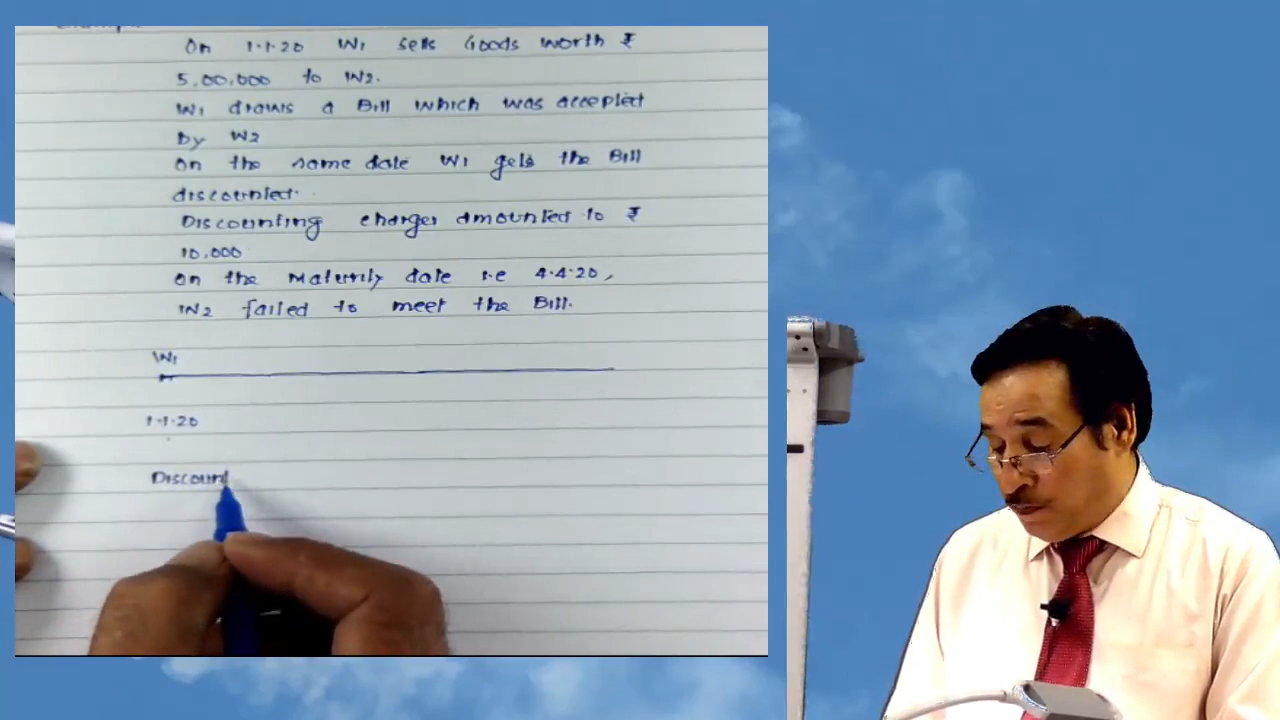 On 1.1.20 W1 sells Goods worth ₹
5,00,000 to W2.
W1 draws a Bill which was accepted
by W2
On the same date W1 gets the Bill
discounted.
Discounting charges amounted to ₹
10,000
On the Maturity date i.e 4.4.20,
W2 failed to meet the Bill.
W1
1.1.20
Discount